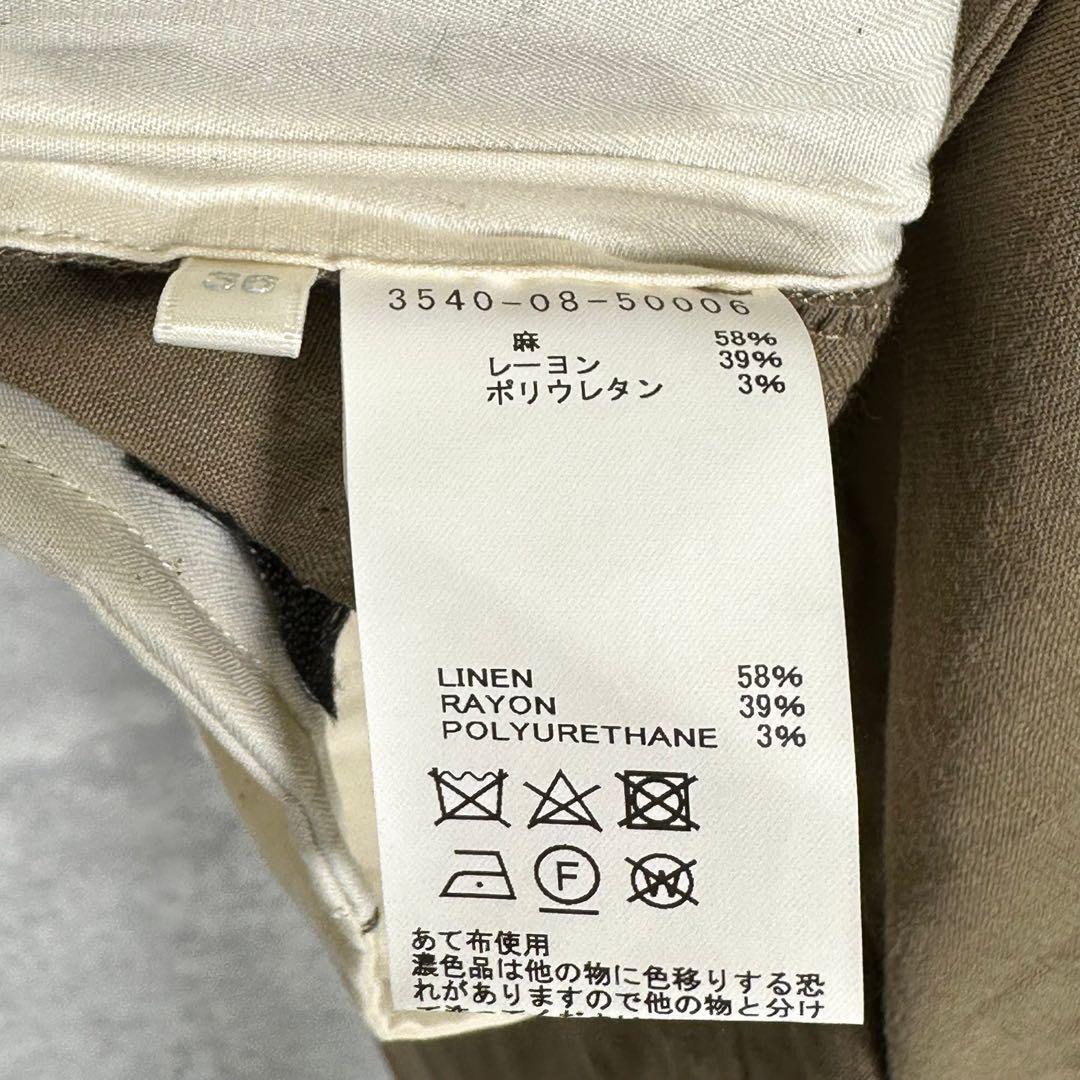 36
3540-08-50006
麻 58%
レーヨン 39%
ポリウレタン 3%
LINEN 58%
RAYON 39%
POLYURETHANE 3%
F
W
あて布使用
濃色品は他の物に色移りする恐
れがありますので他の物と分け